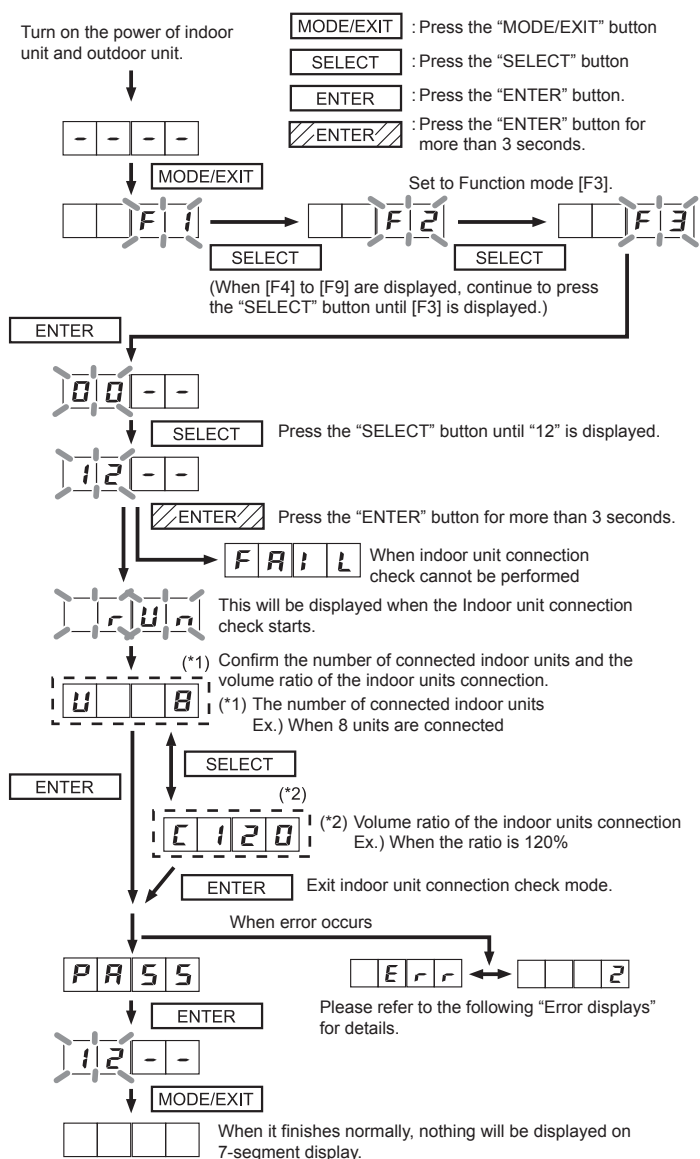 Turn on the power of indoor
unit and outdoor unit.
MODE/EXIT : Press the “MODE/EXIT” button
SELECT : Press the “SELECT” button
ENTER : Press the “ENTER” button.
ENTER : Press the “ENTER” button for
more than 3 seconds.
- - - -
MODE/EXIT
Set to Function mode [F3].
F 1 F 2 F 3
SELECT SELECT
(When [F4] to [F9] are displayed, continue to press
the “SELECT” button until [F3] is displayed.)
ENTER
0 0 - -
SELECT Press the “SELECT” button until “12” is displayed.
1 2 - -
ENTER Press the “ENTER” button for more than 3 seconds.
F A I L When indoor unit connection
check cannot be performed
r U n This will be displayed when the Indoor unit connection
check starts.
(*1) Confirm the number of connected indoor units and the
volume ratio of the indoor units connection.
U 8 (*1) The number of connected indoor units
Ex.) When 8 units are connected
SELECT
ENTER
(*2)
C 1 2 0 (*2) Volume ratio of the indoor units connection
Ex.) When the ratio is 120%
ENTER Exit indoor unit connection check mode.
When error occurs
P A S S E r r 2
Please refer to the following “Error displays”
for details.
ENTER
1 2 - -
MODE/EXIT
When it finishes normally, nothing will be displayed on
7-segment display.